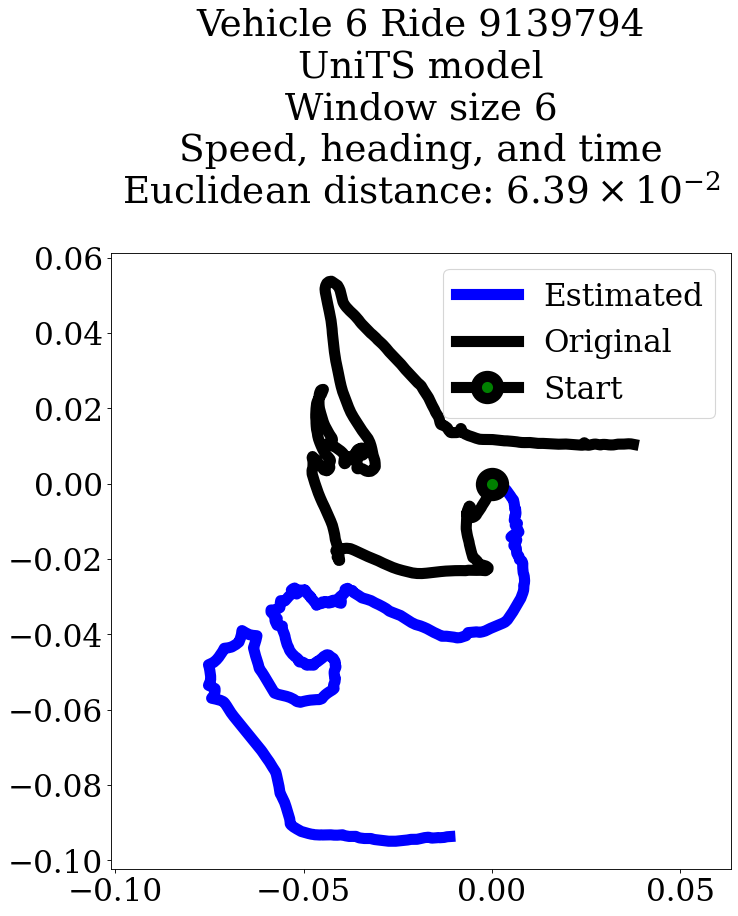 Vehicle 6 Ride 9139794
UniTS model
Window size 6
Speed, heading, and time
Euclidean distance: 6.39 × 10⁻²
Estimated
Original
Start
0.06
0.04
0.02
0.00
−0.02
−0.04
−0.06
−0.08
−0.10
−0.10 −0.05 0.00 0.05